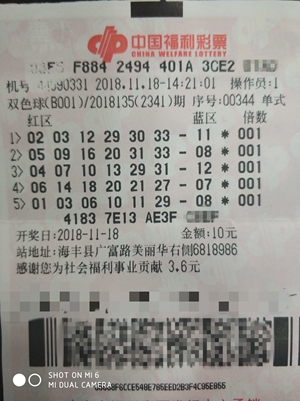 中国福利彩票
CHINA WELFARE LOTTERY
F884 2494 401A 3CE2
机号 44090331 2018.11.18-14:21:01 操作员:1
双色球(B001)/2018135(2341)期 序号:00344 单式
红区 蓝区 倍数
1> 02 03 12 29 30 33 - 11 * 001
2> 05 09 16 20 31 33 - 08 * 001
3> 04 07 10 13 29 31 - 12 * 001
4> 06 14 18 20 21 27 - 07 * 001
5> 01 03 06 10 11 29 - 08 * 001
4183 7E13 AE3F
开奖日:2018-11-18 金额:10元
站地址:海丰县广富路美丽华右侧6818986
感谢您为社会福利事业贡献 3.6元
SHOT ON MI 6
MI DUAL CAMERA